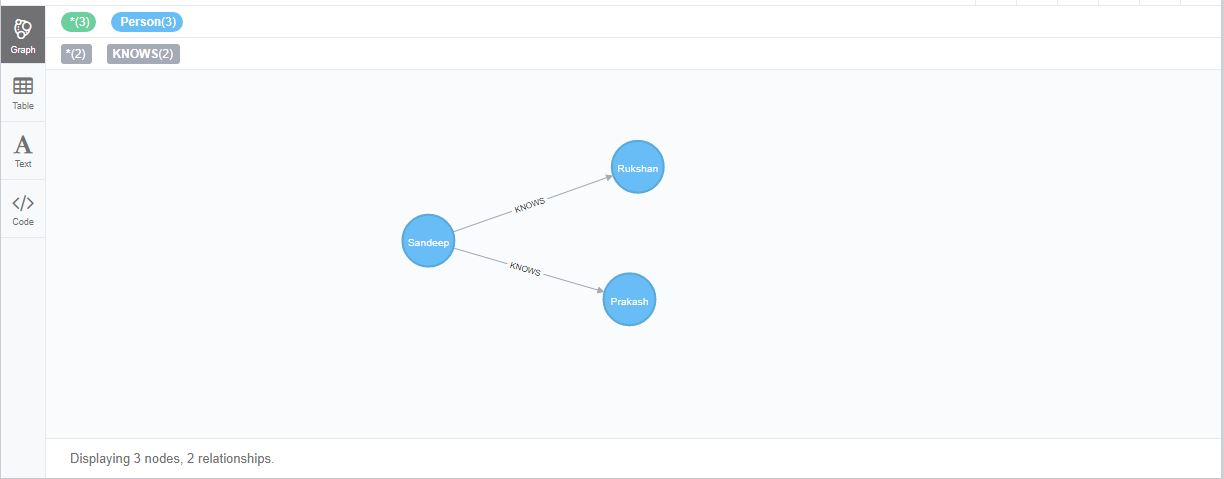 *(3) Person(3)
*(2) KNOWS(2)
Graph
Table
A
Text
</>
Code
Rukshan
KNOWS
Sandeep
KNOWS
Prakash
Displaying 3 nodes, 2 relationships.